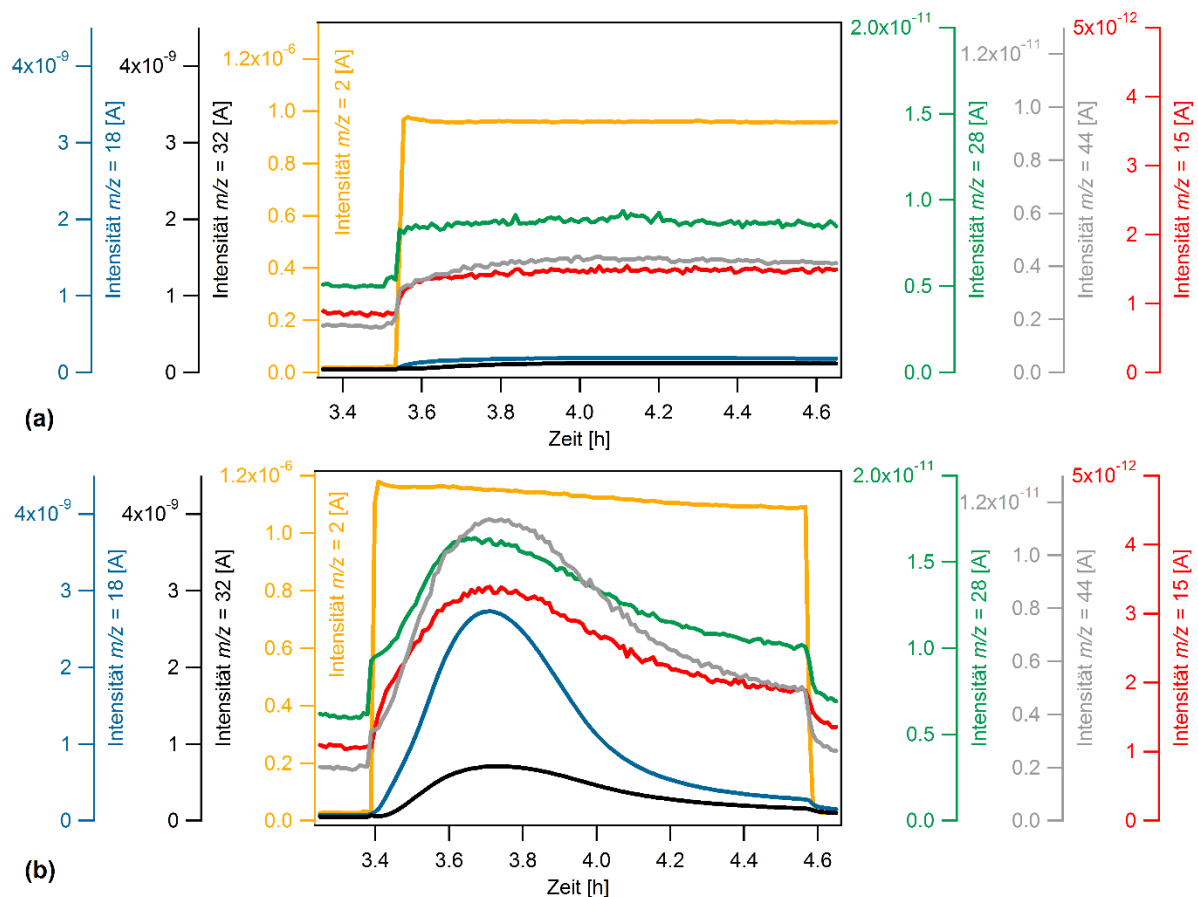 4x10-9
3
2
1
0
Intensität m/z = 18 [A]
4x10-9
3
2
1
0
Intensität m/z = 32 [A]
1.2x10-6
1.0
0.8
0.6
0.4
0.2
0.0
Intensität m/z = 2 [A]
2.0x10-11
1.5
1.0
0.5
0.0
Intensität m/z = 28 [A]
1.2x10-11
1.0
0.8
0.6
0.4
0.2
0.0
Intensität m/z = 44 [A]
5x10-12
4
3
2
1
0
Intensität m/z = 15 [A]
3.4 3.6 3.8 4.0 4.2 4.4 4.6
Zeit [h]
(a)
4x10-9
3
2
1
0
Intensität m/z = 18 [A]
4x10-9
3
2
1
0
Intensität m/z = 32 [A]
1.2x10-6
1.0
0.8
0.6
0.4
0.2
0.0
Intensität m/z = 2 [A]
2.0x10-11
1.5
1.0
0.5
0.0
Intensität m/z = 28 [A]
1.2x10-11
1.0
0.8
0.6
0.4
0.2
0.0
Intensität m/z = 44 [A]
5x10-12
4
3
2
1
0
Intensität m/z = 15 [A]
3.4 3.6 3.8 4.0 4.2 4.4 4.6
Zeit [h]
(b)